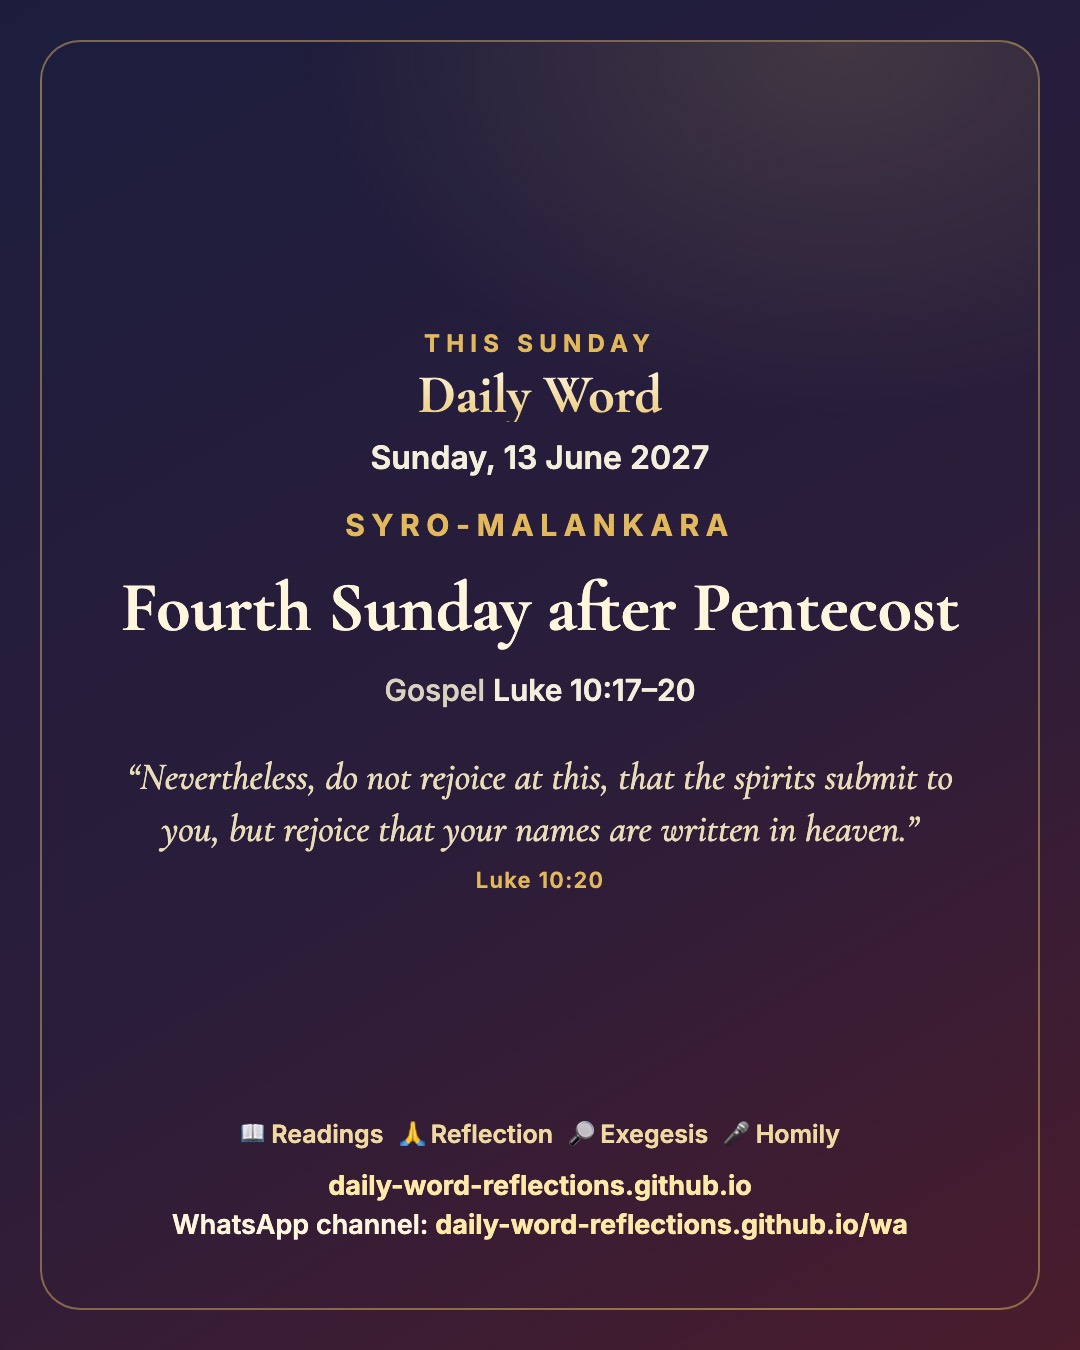 THIS SUNDAY
Daily Word
Sunday, 13 June 2027
SYRO-MALANKARA
Fourth Sunday after Pentecost
Gospel Luke 10:17–20
“Nevertheless, do not rejoice at this, that the spirits submit to
you, but rejoice that your names are written in heaven.”
Luke 10:20
📖 Readings 🙏 Reflection 🔎 Exegesis 🎤 Homily
daily-word-reflections.github.io
WhatsApp channel: daily-word-reflections.github.io/wa